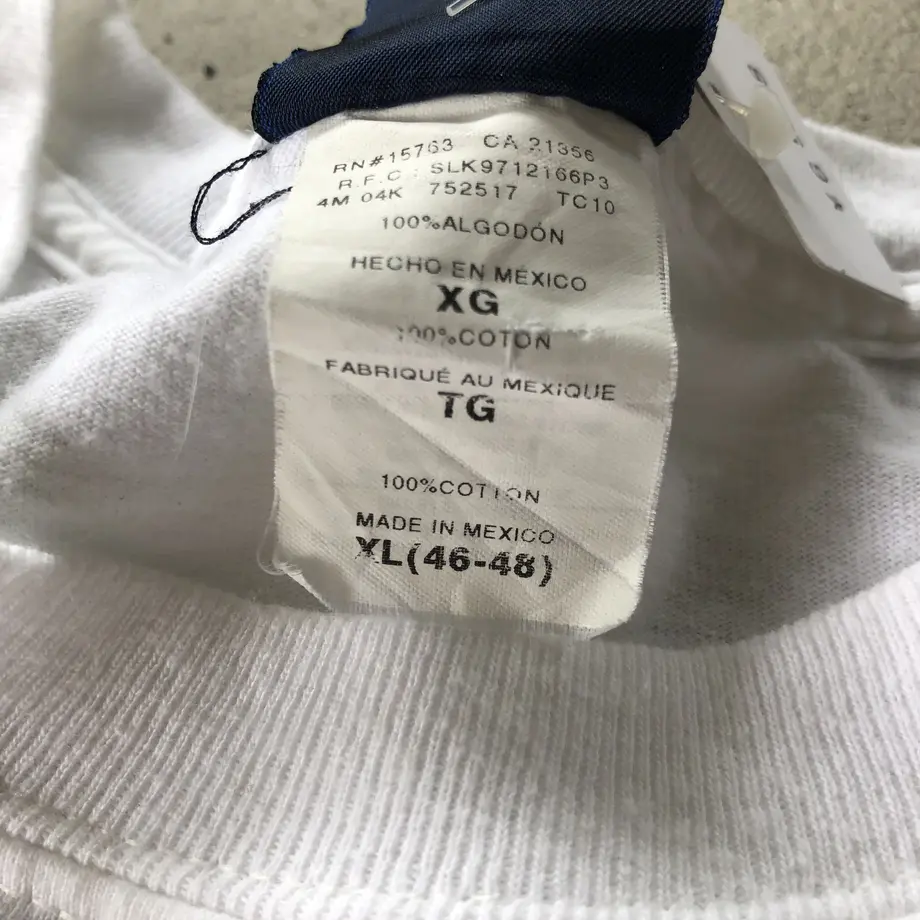 RN#15763 CA 21356
R.F.C : SLK9712166P3
4M 04K 752517 TC10
100%ALGODÓN
HECHO EN MÉXICO
XG
100%COTON
FABRIQUÉ AU MEXIQUE
TG
100%COTTON
MADE IN MEXICO
XL(46-48)